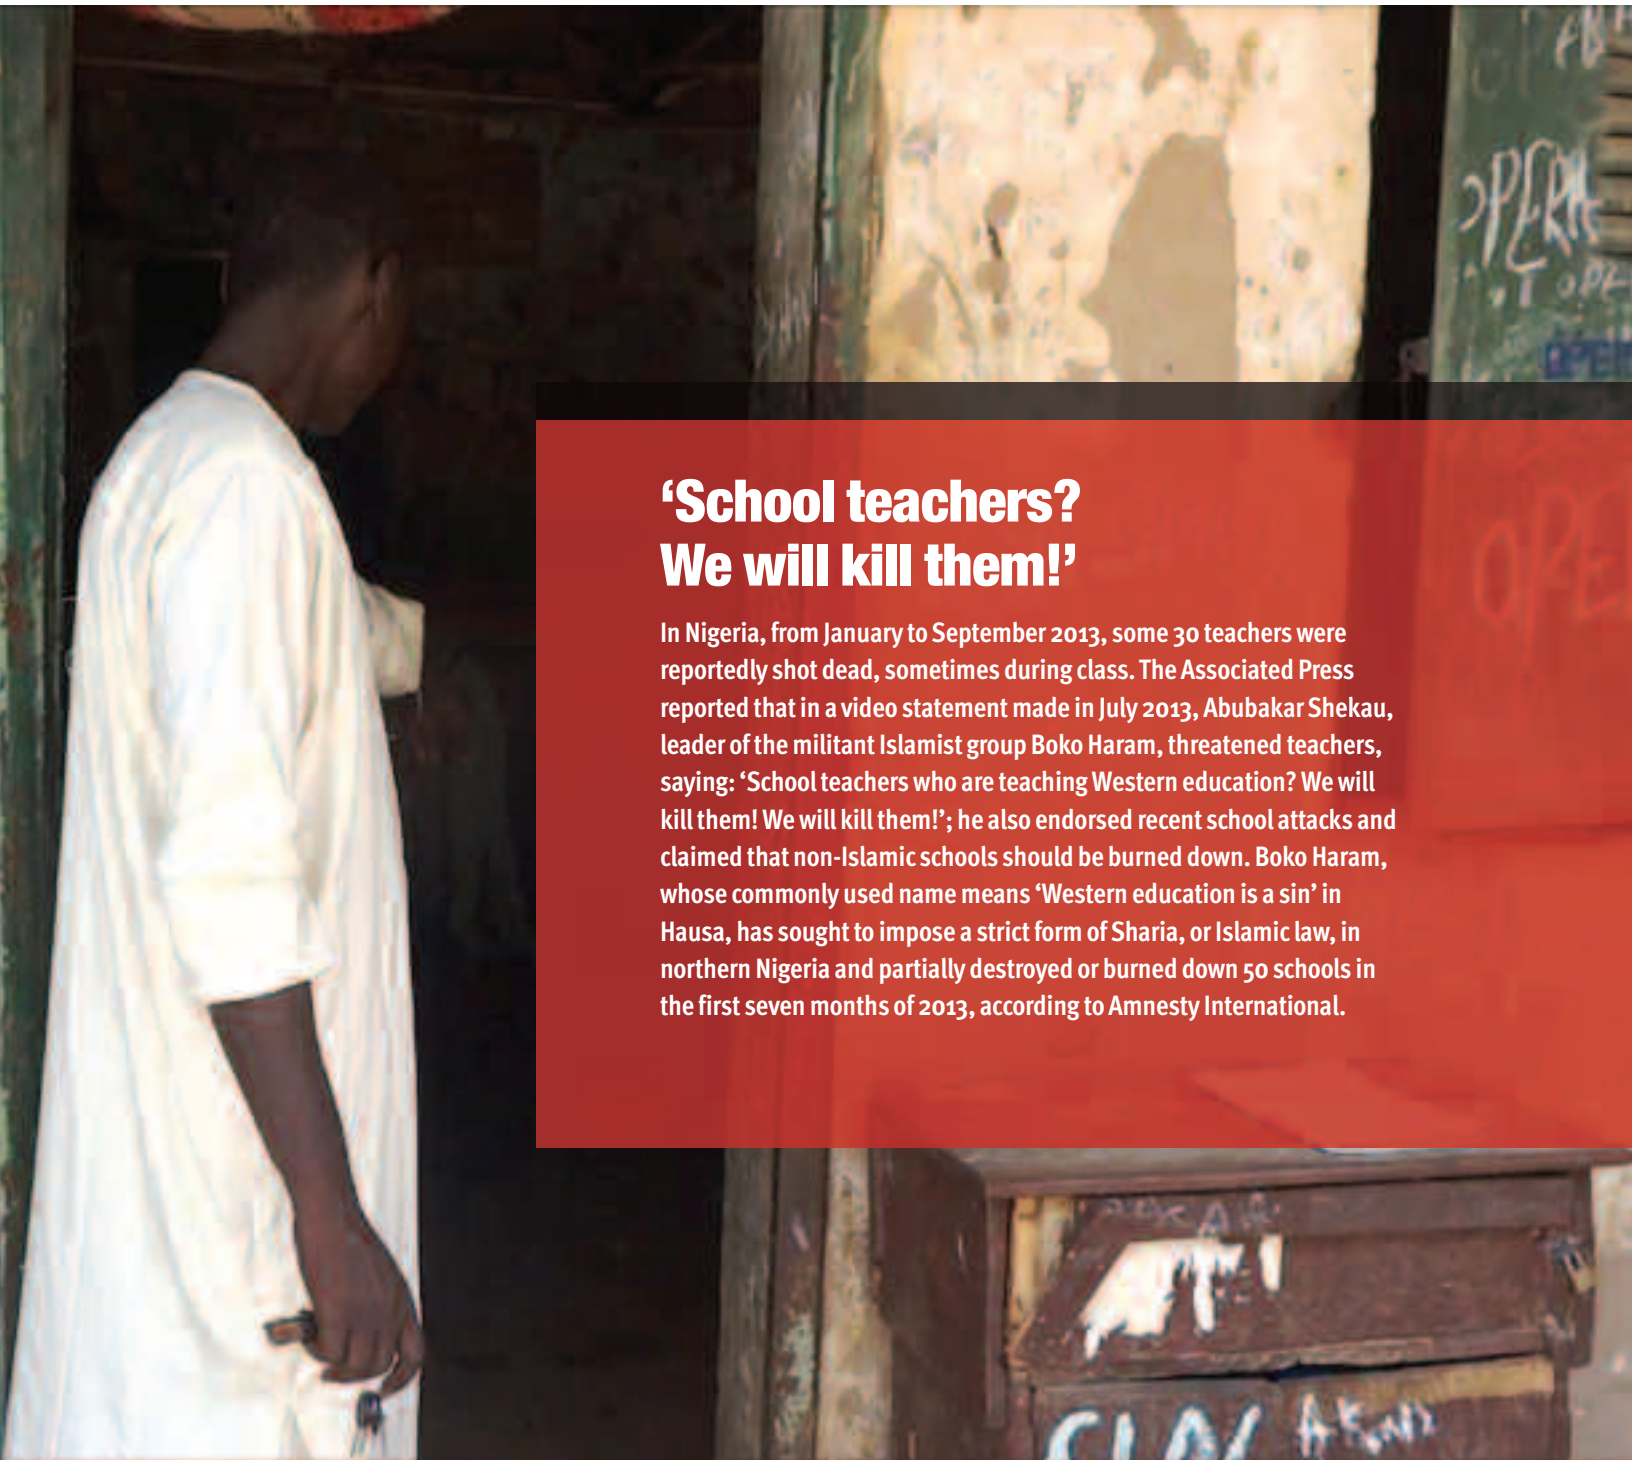 ‘School teachers?
We will kill them!’
In Nigeria, from January to September 2013, some 30 teachers were
reportedly shot dead, sometimes during class. The Associated Press
reported that in a video statement made in July 2013, Abubakar Shekau,
leader of the militant Islamist group Boko Haram, threatened teachers,
saying: ‘School teachers who are teaching Western education? We will
kill them! We will kill them!’; he also endorsed recent school attacks and
claimed that non-Islamic schools should be burned down. Boko Haram,
whose commonly used name means ‘Western education is a sin’ in
Hausa, has sought to impose a strict form of Sharia, or Islamic law, in
northern Nigeria and partially destroyed or burned down 50 schools in
the first seven months of 2013, according to Amnesty International.